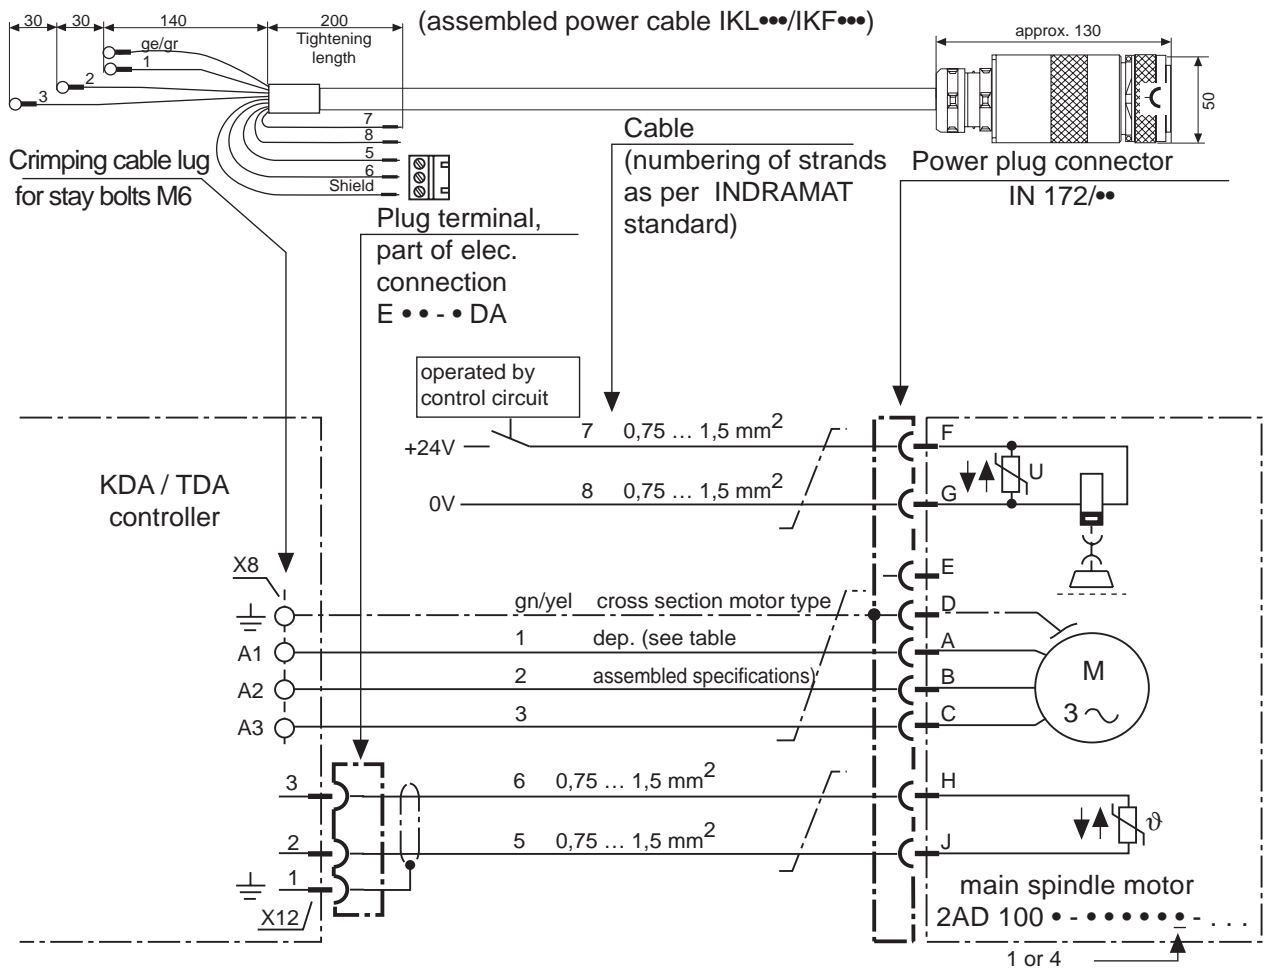 (assembled power cable IKL•••/IKF•••)
30
30
140
200
Tightening
length
approx. 130
50
ge/gr
1
2
3
7
8
5
6
Shield
Crimping cable lug
for stay bolts M6
Plug terminal,
part of elec.
connection
E • • - • DA
Cable
(numbering of strands
as per INDRAMAT
standard)
Power plug connector
IN 172/••
operated by
control circuit
+24V
7 0,75 ... 1,5 mm²
F
0V
8 0,75 ... 1,5 mm²
G
U
KDA / TDA
controller
X8
E
gn/yel cross section motor type
D
A1
1 dep. (see table
A
A2
2 assembled specifications)
B
A3
3
C
M
3 ~
3
6 0,75 ... 1,5 mm²
H
2
5 0,75 ... 1,5 mm²
J
ϑ
1
X12
main spindle motor
2AD 100 • - • • • • • • - . . .
1 or 4